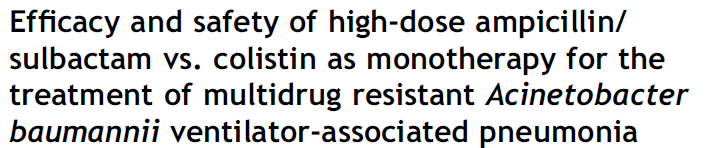 Efficacy and safety of high-dose ampicillin/
sulbactam vs. colistin as monotherapy for the
treatment of multidrug resistant Acinetobacter
baumannii ventilator-associated pneumonia